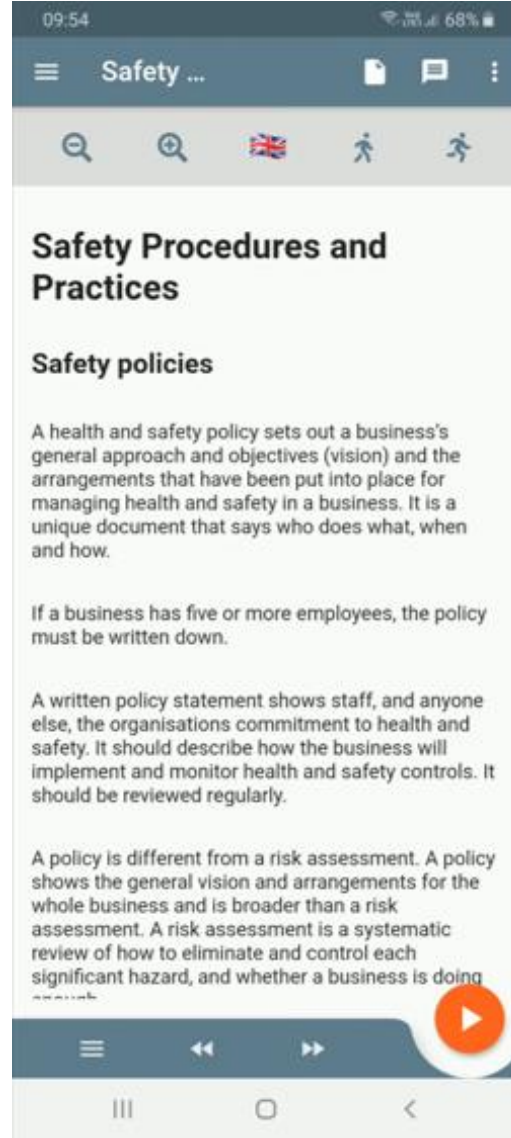 09:54
68%
Safety ...
Safety Procedures and
Practices
Safety policies
A health and safety policy sets out a business's
general approach and objectives (vision) and the
arrangements that have been put into place for
managing health and safety in a business. It is a
unique document that says who does what, when
and how.
If a business has five or more employees, the policy
must be written down.
A written policy statement shows staff, and anyone
else, the organisations commitment to health and
safety. It should describe how the business will
implement and monitor health and safety controls. It
should be reviewed regularly.
A policy is different from a risk assessment. A policy
shows the general vision and arrangements for the
whole business and is broader than a risk
assessment. A risk assessment is a systematic
review of how to eliminate and control each
significant hazard, and whether a business is doing